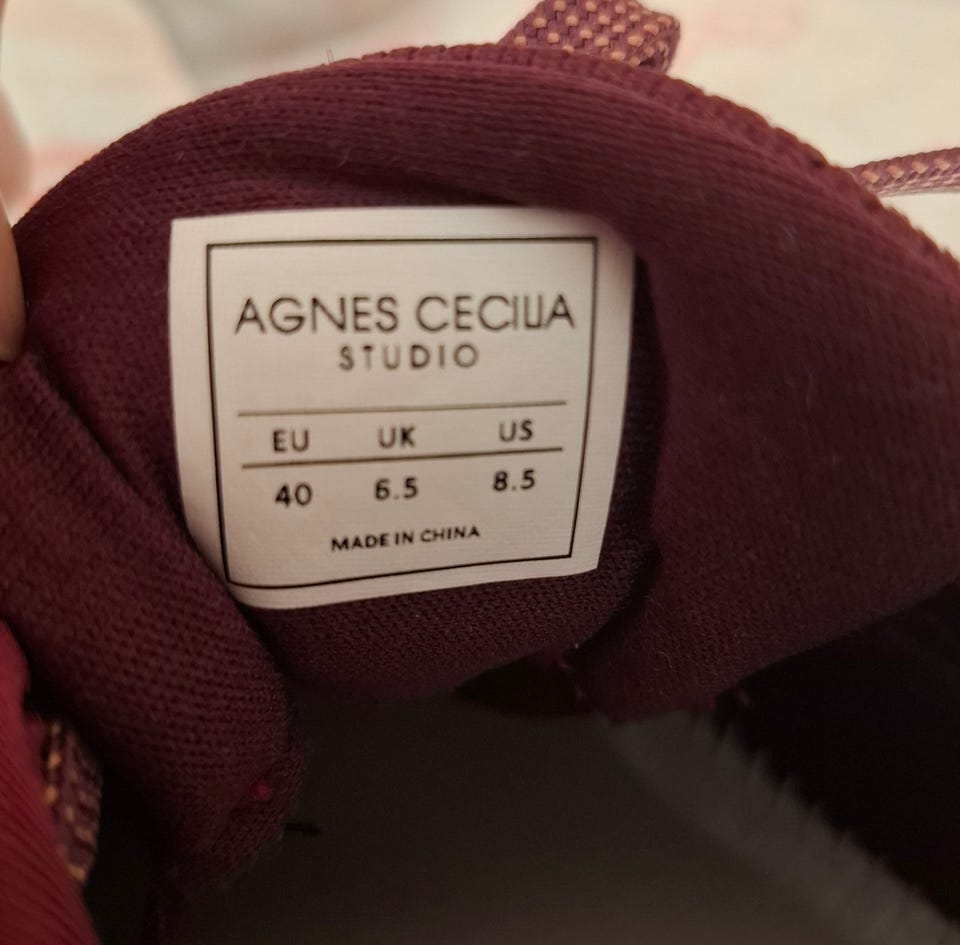 AGNES CECILIA
STUDIO
EU UK US
40 6.5 8.5
MADE IN CHINA